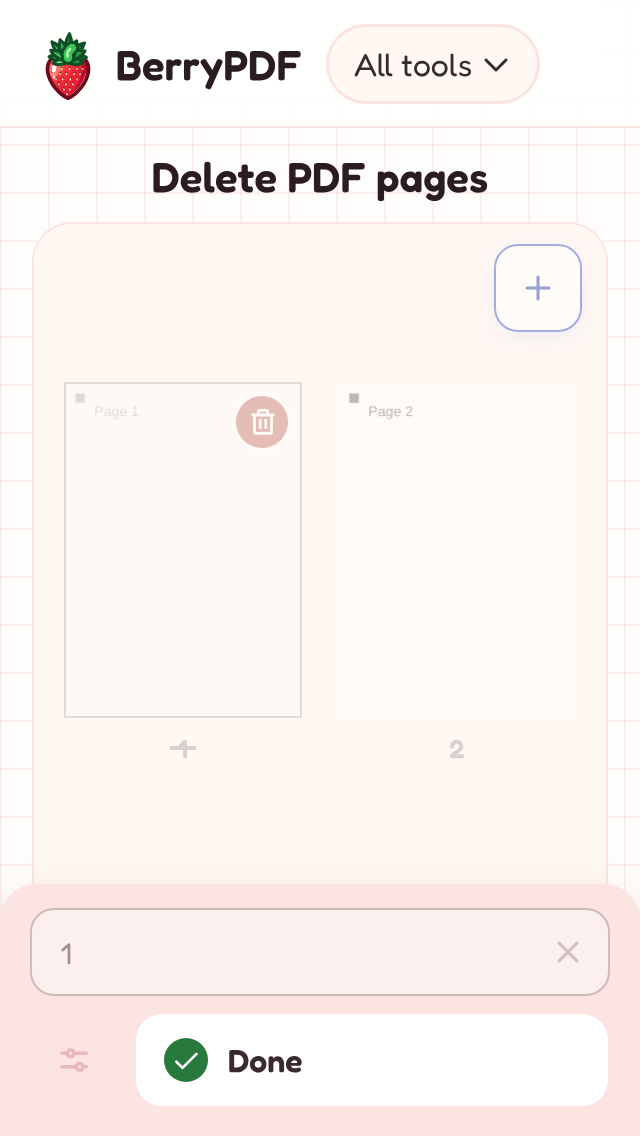 BerryPDF
All tools
Delete PDF pages
Page 1
Page 2
1
2
1
Done